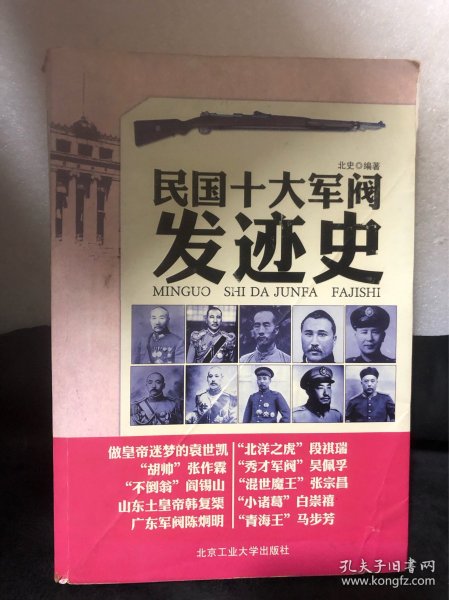 北史◎编著
民国十大军阀
发迹史
MINGUO SHI DA JUNFA FAJISHI
做皇帝迷梦的袁世凯
“胡帅”张作霖
“不倒翁”阎锡山
山东土皇帝韩复榘
广东军阀陈炯明
“北洋之虎”段祺瑞
“秀才军阀”吴佩孚
“混世魔王”张宗昌
“小诸葛”白崇禧
“青海王”马步芳
北京工业大学出版社
孔夫子旧书网
www.kongfz.com